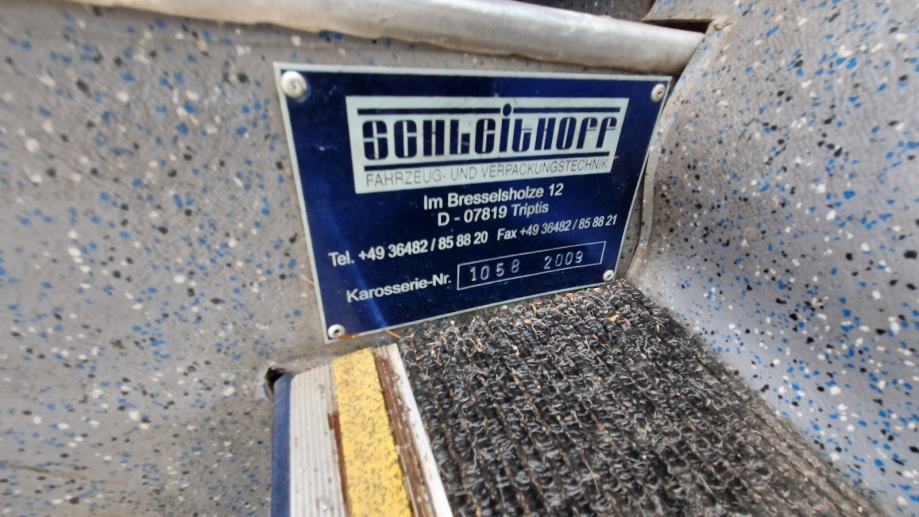 SCHLEITHOFF
FAHRZEUG- UND VERPACKUNGSTECHNIK
Im Bresselsholze 12
D - 07819 Triptis
Tel. +49 36482 / 85 88 20 Fax +49 36482 / 85 88 21
Karosserie-Nr. 1058 2009